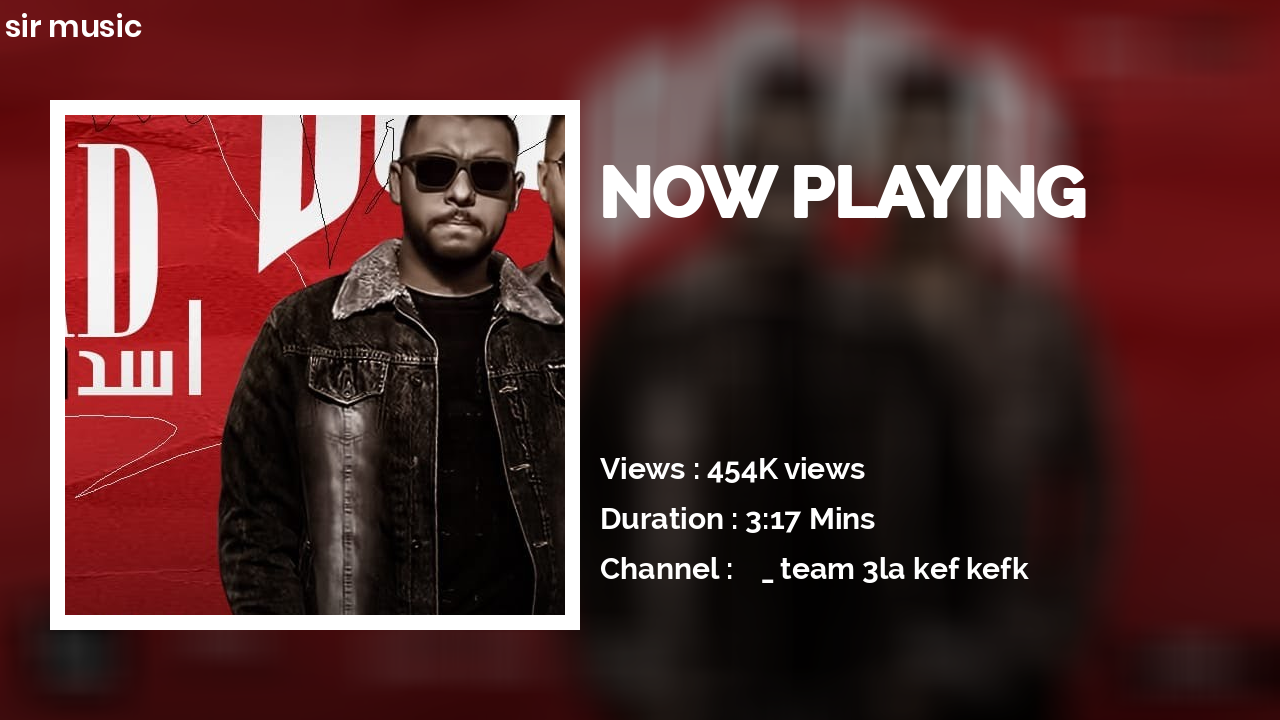 sir music
NOW PLAYING
D
اسد
Views : 454K views
Duration : 3:17 Mins
Channel : _ team 3la kef kefk